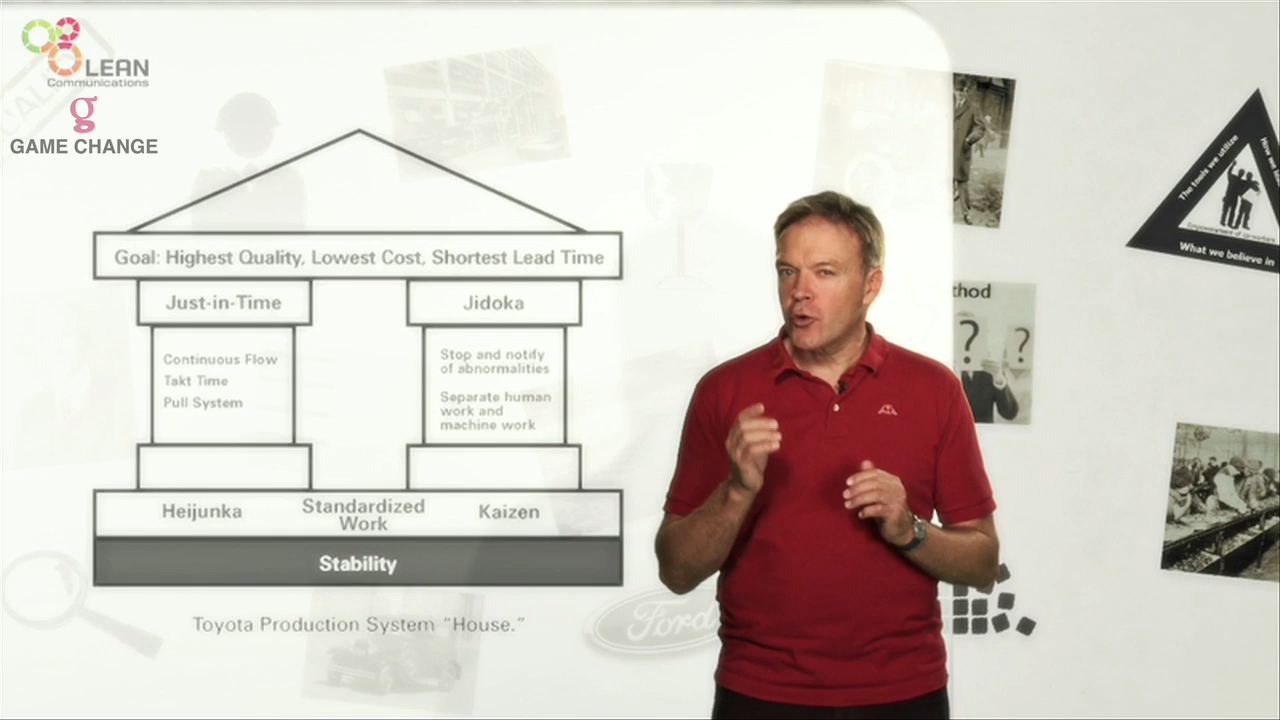 LEAN
Communications
g
GAME CHANGE
Goal: Highest Quality, Lowest Cost, Shortest Lead Time
Just-in-Time
Jidoka
Continuous Flow
Takt Time
Pull System
Stop and notify
of abnormalities
Separate human
work and
machine work
Heijunka
Standardized
Work
Kaizen
Stability
Toyota Production System “House.”
Ford
thod
?
?
The tools we utilize
What we believe in